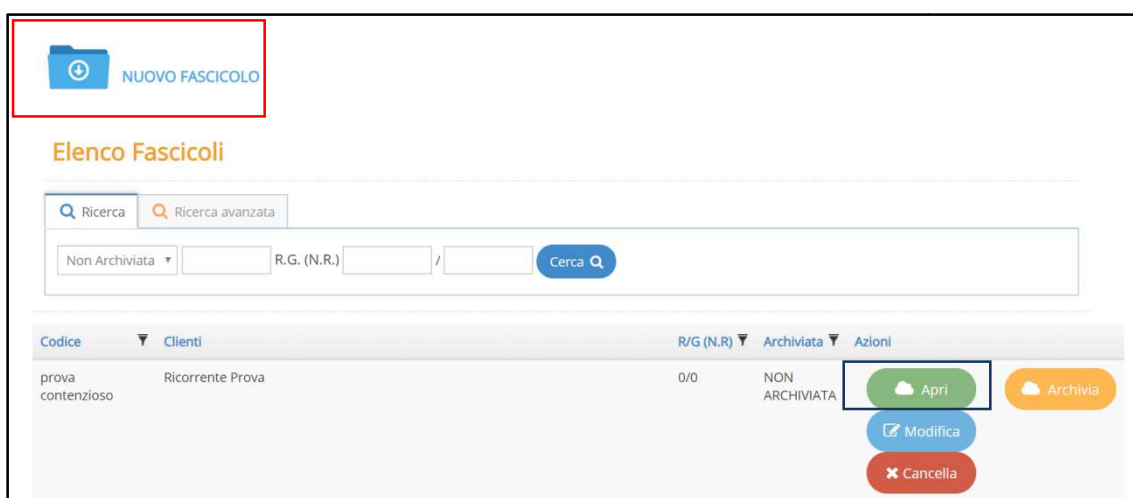 NUOVO FASCICOLO
Elenco Fascicoli
Ricerca Ricerca avanzata
Non Archiviata R.G. (N.R.) / Cerca
Codice Clienti R/G (N.R) Archiviata Azioni
prova contenzioso Ricorrente Prova 0/0 NON ARCHIVIATA Apri Archivia
Modifica
Cancella